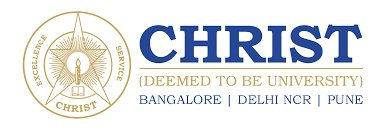 EXCELLENCE
SERVICE
CHRIST
CHRIST
(DEEMED TO BE UNIVERSITY)
BANGALORE | DELHI NCR | PUNE